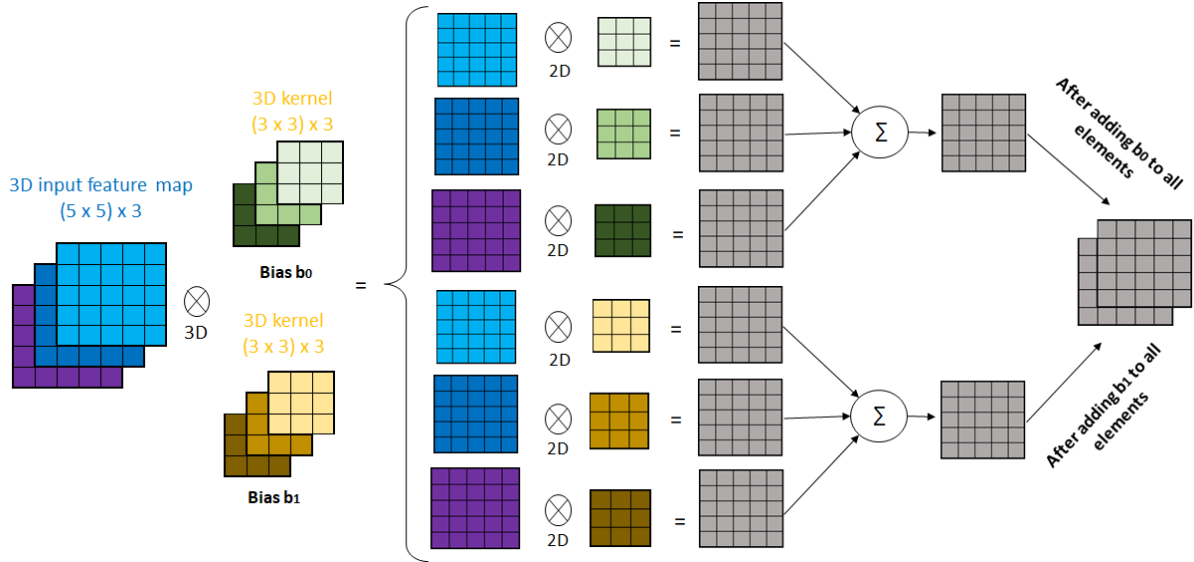 3D input feature map
(5 x 5) x 3
3D
3D kernel
(3 x 3) x 3
Bias b0
3D kernel
(3 x 3) x 3
Bias b1
=
2D
=
2D
=
2D
=
2D
=
2D
=
2D
=
Σ
Σ
After adding b0 to all
elements
After adding b1 to all
elements